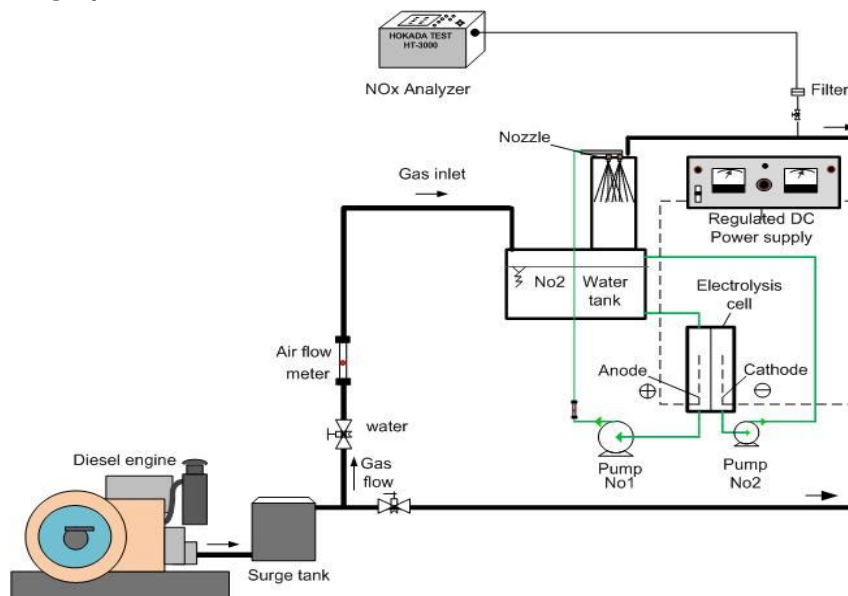 HOKADA TEST
HT-3000
NOx Analyzer
Filter
Nozzle
Gas inlet
Regulated DC
Power supply
No2 Water
tank
Electrolysis
cell
Air flow
meter
Anode
Cathode
water
Diesel engine
Gas
flow
Pump
No1
Pump
No2
Surge tank